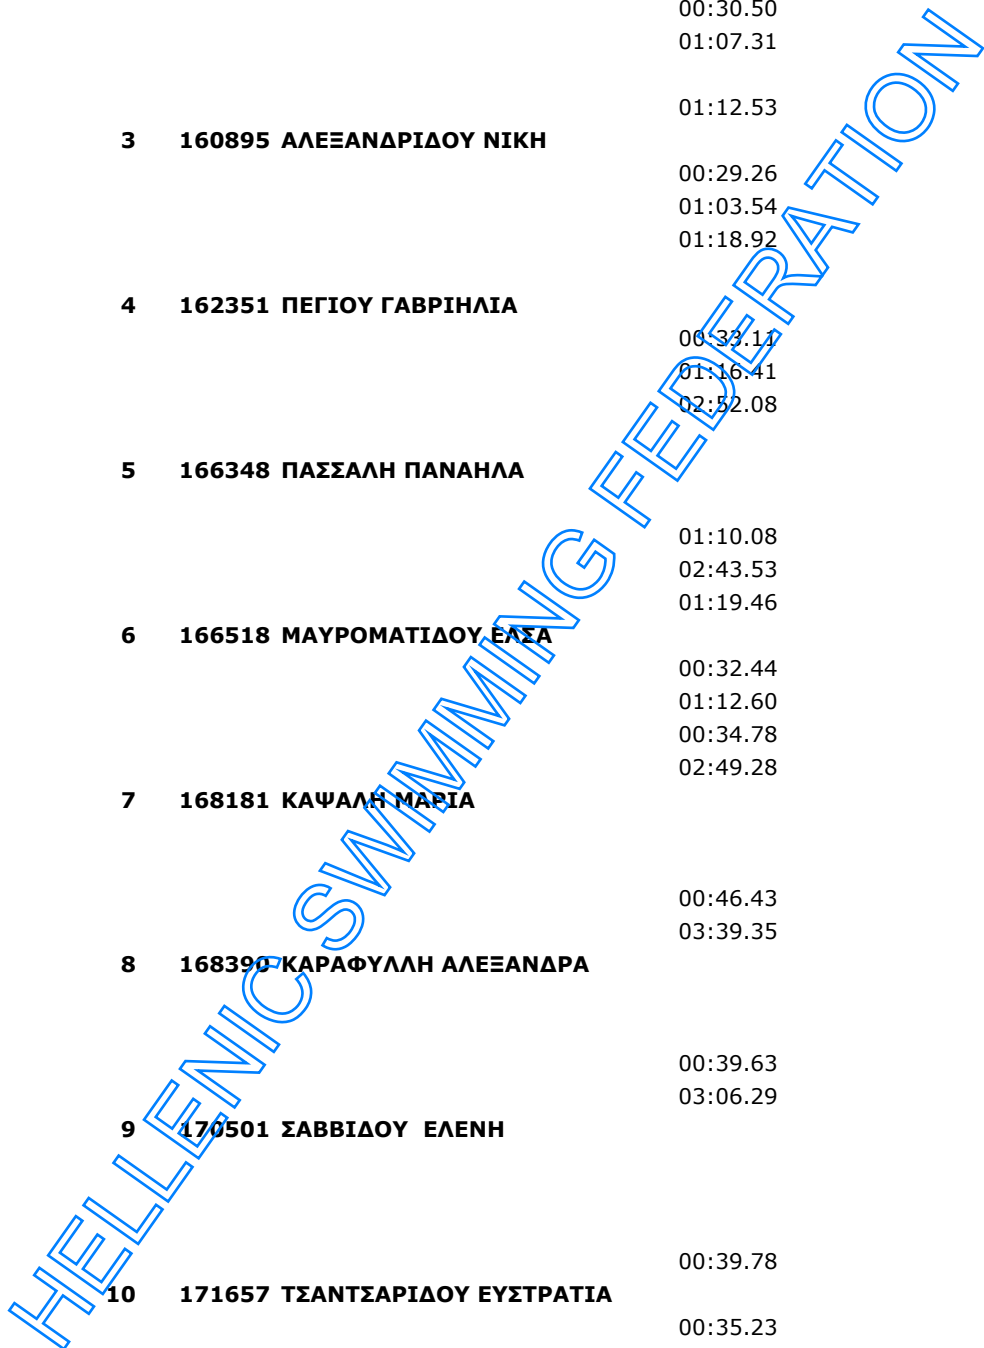 00:30.50
01:07.31
01:12.53
3 160895 ΑΛΕΞΑΝΔΡΙΔΟΥ ΝΙΚΗ
00:29.26
01:03.54
01:18.92
4 162351 ΠΕΓΙΟΥ ΓΑΒΡΙΗΛΙΑ
00:33.11
01:16.41
02:52.08
5 166348 ΠΑΣΣΑΛΗ ΠΑΝΑΗΛΑ
01:10.08
02:43.53
01:19.46
6 166518 ΜΑΥΡΟΜΑΤΙΔΟΥ ΕΛΣΑ
00:32.44
01:12.60
00:34.78
02:49.28
7 168181 ΚΑΨΑΛΗ ΜΑΡΙΑ
00:46.43
03:39.35
8 168390 ΚΑΡΑΦΥΛΛΗ ΑΛΕΞΑΝΔΡΑ
00:39.63
03:06.29
9 170501 ΣΑΒΒΙΔΟΥ ΕΛΕΝΗ
00:39.78
10 171657 ΤΣΑΝΤΣΑΡΙΔΟΥ ΕΥΣΤΡΑΤΙΑ
00:35.23
HELLENIC SWIMMING FEDERATION